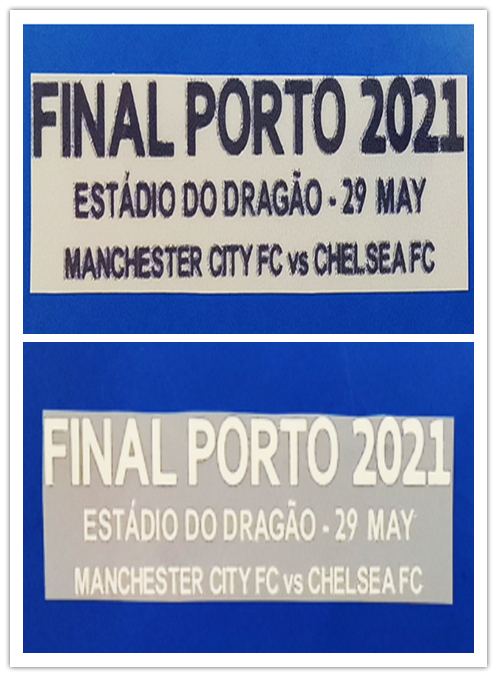 FINAL PORTO 2021
ESTÁDIO DO DRAGÃO - 29 MAY
MANCHESTER CITY FC vs CHELSEA FC
FINAL PORTO 2021
ESTÁDIO DO DRAGÃO - 29 MAY
MANCHESTER CITY FC vs CHELSEA FC